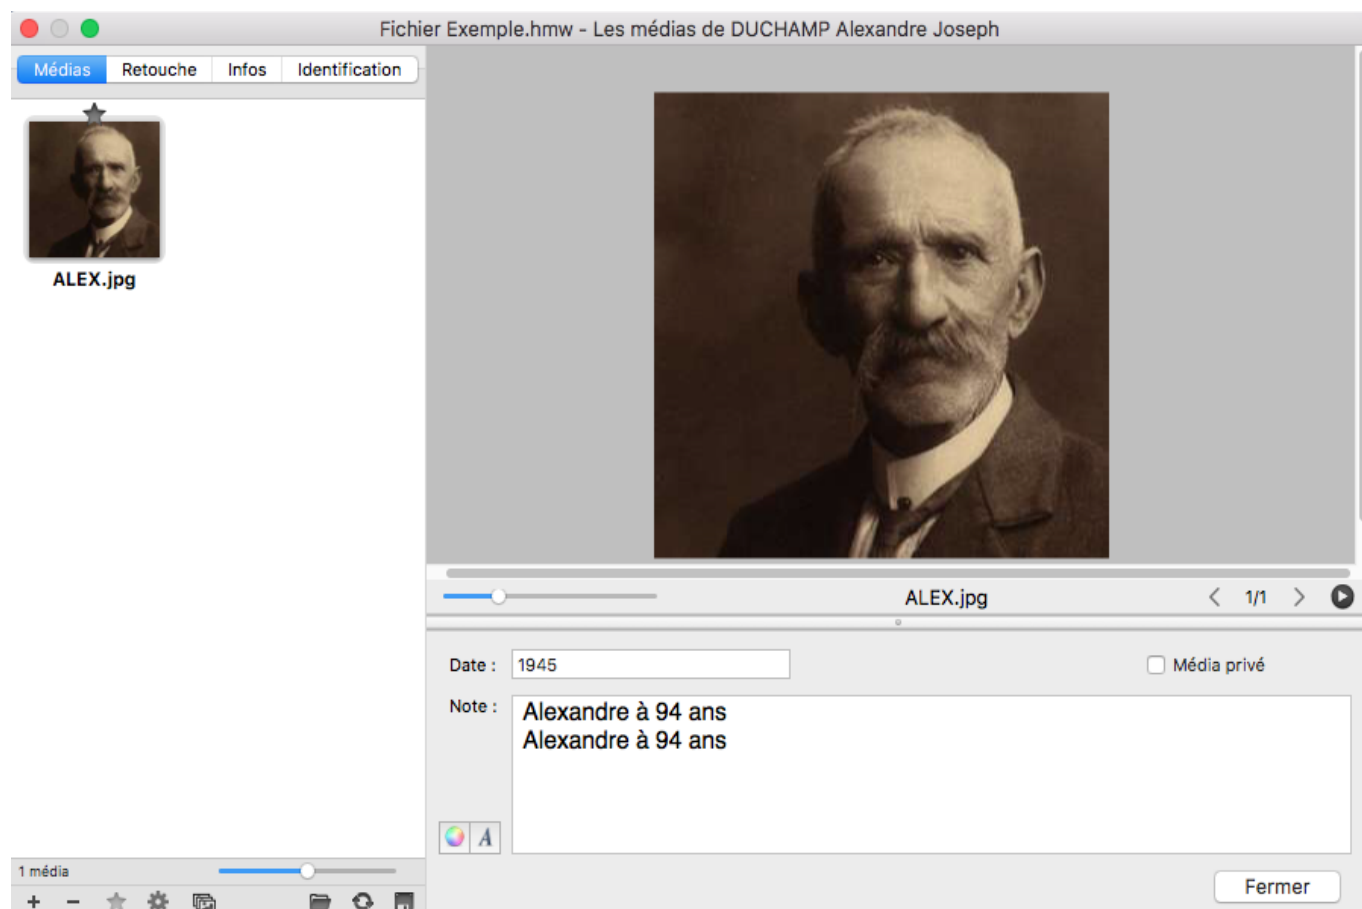 Fichier Exemple.hmw - Les médias de DUCHAMP Alexandre Joseph
Médias Retouche Infos Identification
ALEX.jpg
ALEX.jpg 1/1
Date : 1945 Média privé
Note : Alexandre à 94 ans
Alexandre à 94 ans
A
1 média
Fermer